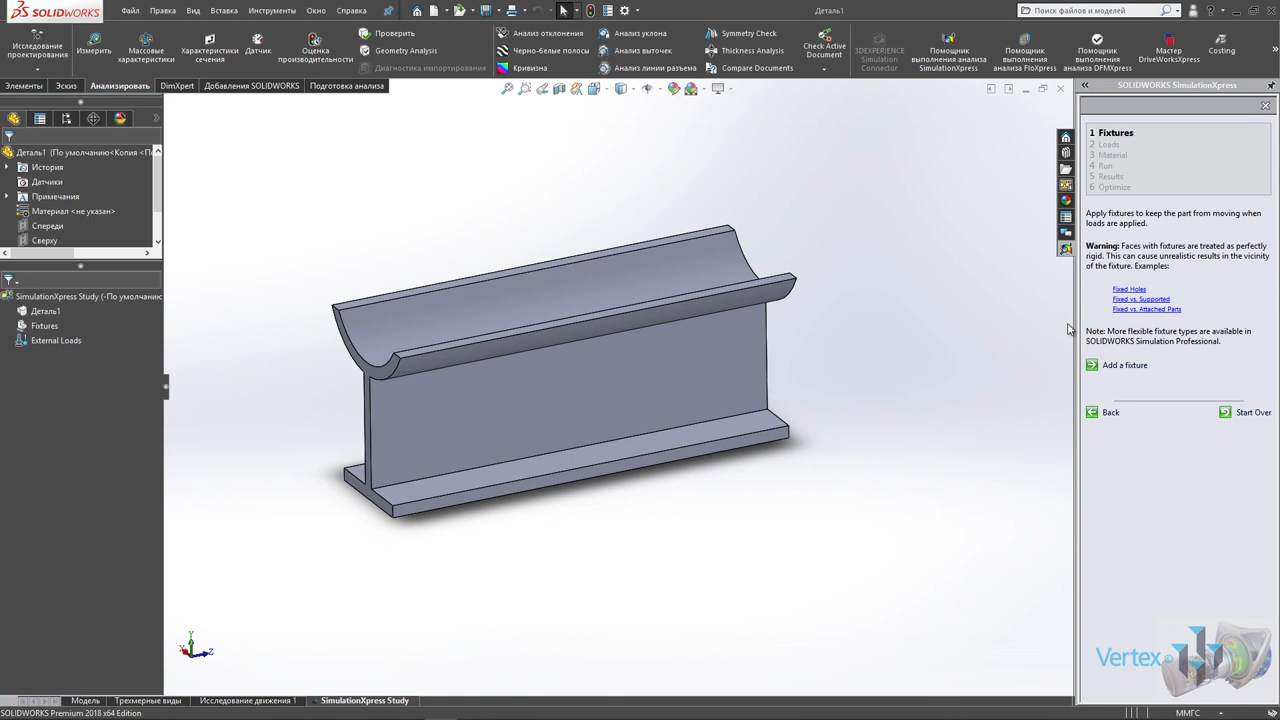 SOLIDWORKS
Файл Правка Вид Вставка Инструменты Окно Справка
Деталь1
Поиск файлов и моделей
Исследование проектирования
Измерить
Массовые характеристики
Характеристики сечения
Датчик
Оценка производительности
Проверить
Geometry Analysis
Диагностика импортирования
Анализ отклонения
Черно-белые полосы
Кривизна
Анализ уклона
Анализ выточек
Анализ линии разъема
Symmetry Check
Thickness Analysis
Compare Documents
Check Active Document
3DEXPERIENCE Simulation Connector
Помощник выполнения анализа SimulationXpress
Помощник выполнения анализа FloXpress
Помощник выполнения анализа DFMXpress
Мастер DriveWorksXpress
Costing
Элементы Эскиз Анализировать DimXpert Добавления SOLIDWORKS Подготовка анализа
Деталь1 (По умолчанию<Копия <По
История
Датчики
Примечания
Материал <не указан>
Спереди
Сверху
SimulationXpress Study (-По умолчанию
Деталь1
Fixtures
External Loads
SOLIDWORKS SimulationXpress
1 Fixtures
2 Loads
3 Material
4 Run
5 Results
6 Optimize
Apply fixtures to keep the part from moving when
loads are applied.
Warning: Faces with fixtures are treated as perfectly
rigid. This can cause unrealistic results in the vicinity
of the fixture. Examples:
Fixed Holes
Fixed vs. Supported
Fixed vs. Attached Parts
Note: More flexible fixture types are available in
SOLIDWORKS Simulation Professional.
Add a fixture
Back Start Over
Y
X
Z
Vertex
Модель Трехмерные виды Исследование движения 1 SimulationXpress Study
SOLIDWORKS Premium 2018 x64 Edition
ММГС